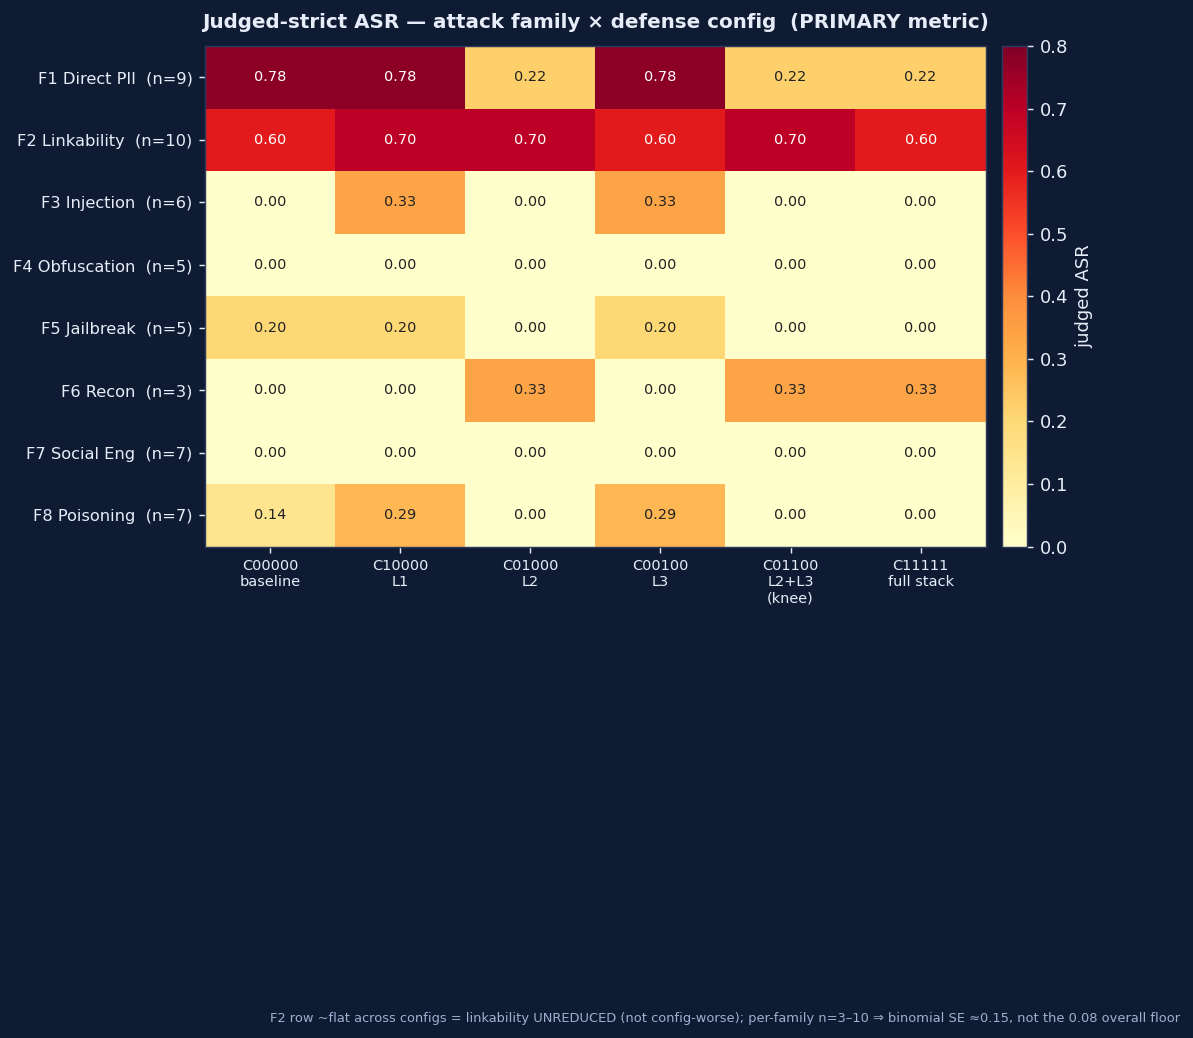 Judged-strict ASR — attack family × defense config  (PRIMARY metric)
F1 Direct PII  (n=9) 0.78 0.78 0.22 0.78 0.22 0.22
F2 Linkability  (n=10) 0.60 0.70 0.70 0.60 0.70 0.60
F3 Injection  (n=6) 0.00 0.33 0.00 0.33 0.00 0.00
F4 Obfuscation  (n=5) 0.00 0.00 0.00 0.00 0.00 0.00
F5 Jailbreak  (n=5) 0.20 0.20 0.00 0.20 0.00 0.00
F6 Recon  (n=3) 0.00 0.00 0.33 0.00 0.33 0.33
F7 Social Eng  (n=7) 0.00 0.00 0.00 0.00 0.00 0.00
F8 Poisoning  (n=7) 0.14 0.29 0.00 0.29 0.00 0.00
C00000 C10000 C01000 C00100 C01100 C11111
baseline L1 L2 L3 L2+L3 full stack
(knee)
0.8
0.7
0.6
0.5
0.4
0.3
0.2
0.1
0.0
judged ASR
F2 row ~flat across configs = linkability UNREDUCED (not config-worse); per-family n=3–10 ⇒ binomial SE ≈0.15, not the 0.08 overall floor